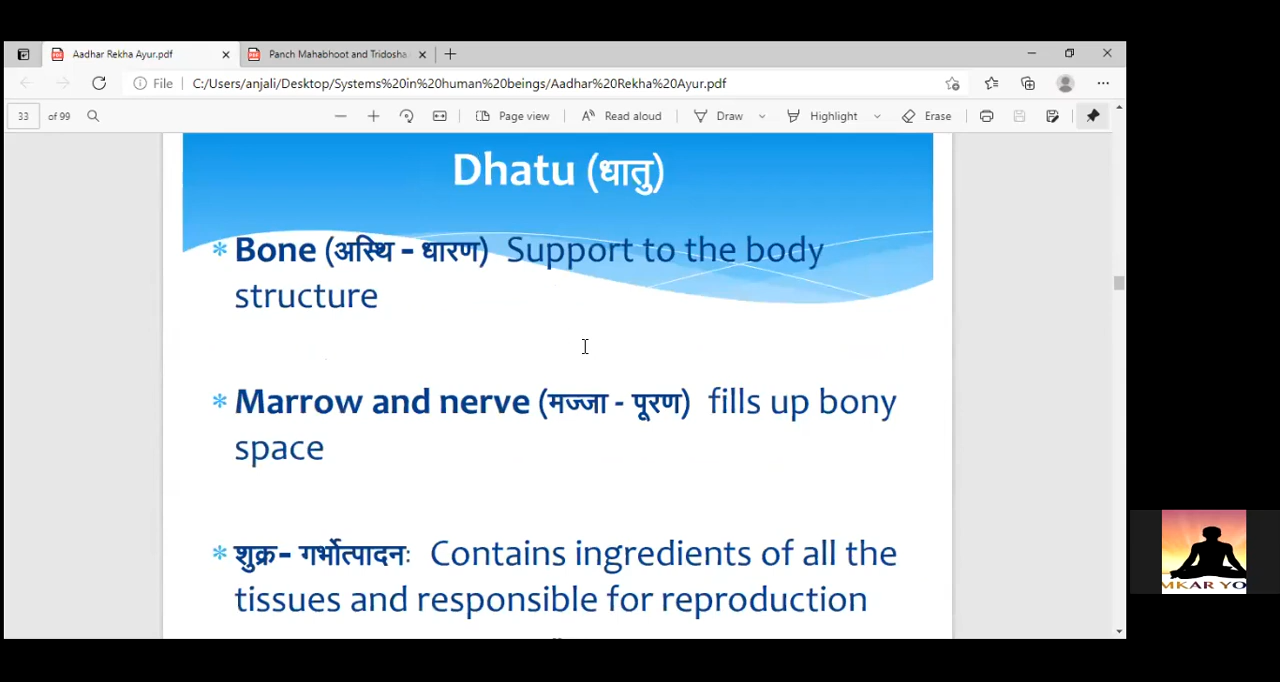 Aadhar Rekha Ayur.pdf
Panch Mahabhoot and Tridosha.
File C:/Users/anjali/Desktop/Systems%20in%20human%20beings/Aadhar%20Rekha%20Ayur.pdf
33 of 99 Page view Read aloud Draw Highlight Erase
Dhatu (धातु)
* Bone (अस्थि - धारण) Support to the body
structure
* Marrow and nerve (मज्जा - पूरण) fills up bony
space
* शुक्र- गर्भोत्पादनः Contains ingredients of all the
tissues and responsible for reproduction
MKAR YO